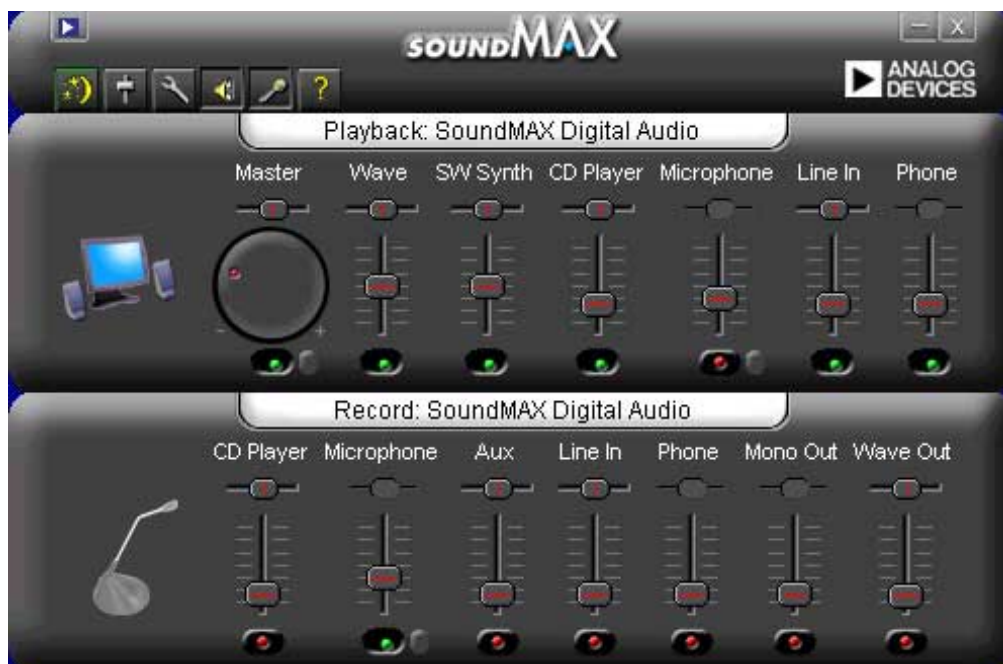 SOUNDMAX
ANALOG
DEVICES
?
Playback: SoundMAX Digital Audio
Master Wave SW Synth CD Player Microphone Line In Phone
- +
Record: SoundMAX Digital Audio
CD Player Microphone Aux Line In Phone Mono Out Wave Out